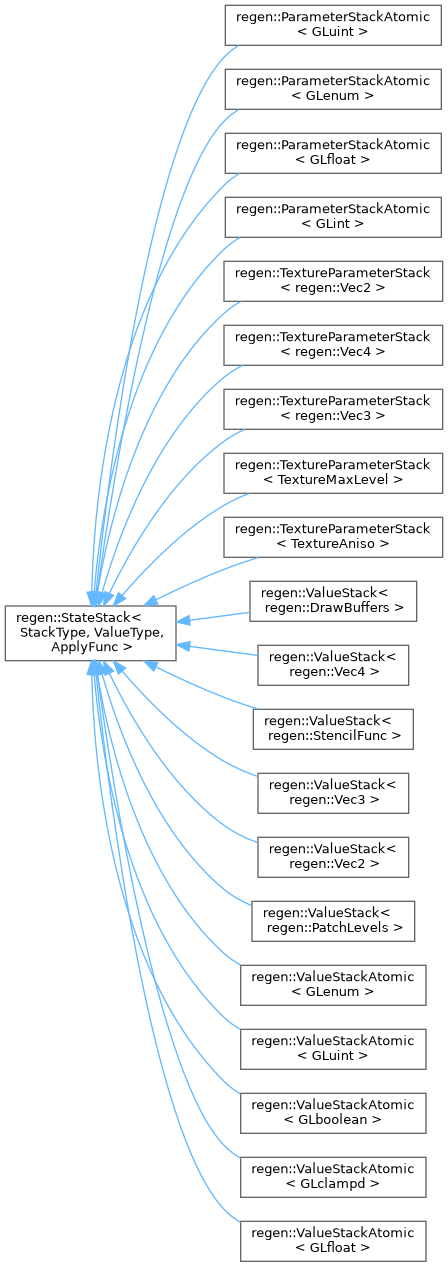 regen::ParameterStackAtomic
< GLuint >
regen::ParameterStackAtomic
< GLenum >
regen::ParameterStackAtomic
< GLfloat >
regen::ParameterStackAtomic
< GLint >
regen::TextureParameterStack
< regen::Vec2 >
regen::TextureParameterStack
< regen::Vec4 >
regen::TextureParameterStack
< regen::Vec3 >
regen::TextureParameterStack
< TextureMaxLevel >
regen::TextureParameterStack
< TextureAniso >
regen::StateStack<
StackType, ValueType,
ApplyFunc >
regen::ValueStack<
regen::DrawBuffers >
regen::ValueStack<
regen::Vec4 >
regen::ValueStack<
regen::StencilFunc >
regen::ValueStack<
regen::Vec3 >
regen::ValueStack<
regen::Vec2 >
regen::ValueStack<
regen::PatchLevels >
regen::ValueStackAtomic
< GLenum >
regen::ValueStackAtomic
< GLuint >
regen::ValueStackAtomic
< GLboolean >
regen::ValueStackAtomic
< GLclampd >
regen::ValueStackAtomic
< GLfloat >